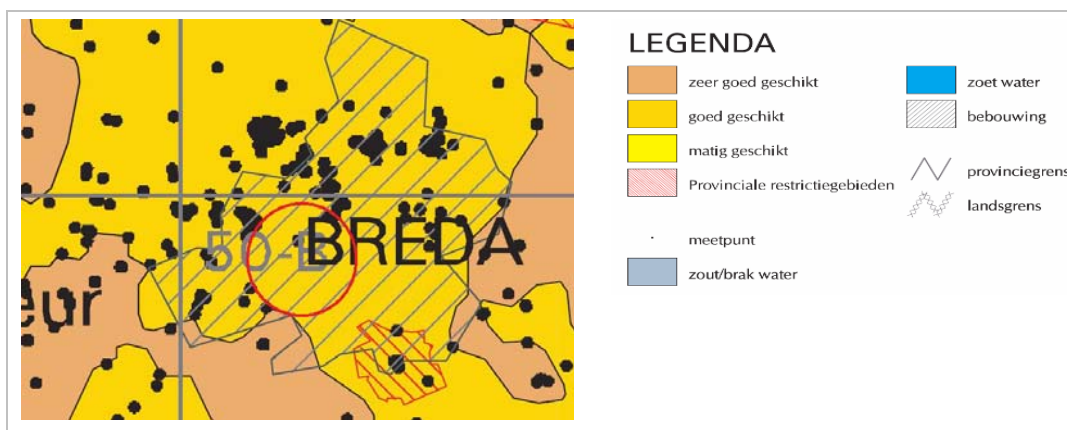 50-B
BREDA
eur
LEGENDA
zeer goed geschikt
goed geschikt
matig geschikt
Provinciale restrictiegebieden
meetpunt
zout/brak water
zoet water
bebouwing
provinciegrens
landsgrens